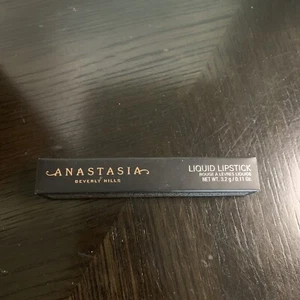 ANASTASIA
BEVERLY HILLS
LIQUID LIPSTICK
ROUGE À LÈVRES LIQUIDE
NET WT. 3.2 g / 0.11 Oz